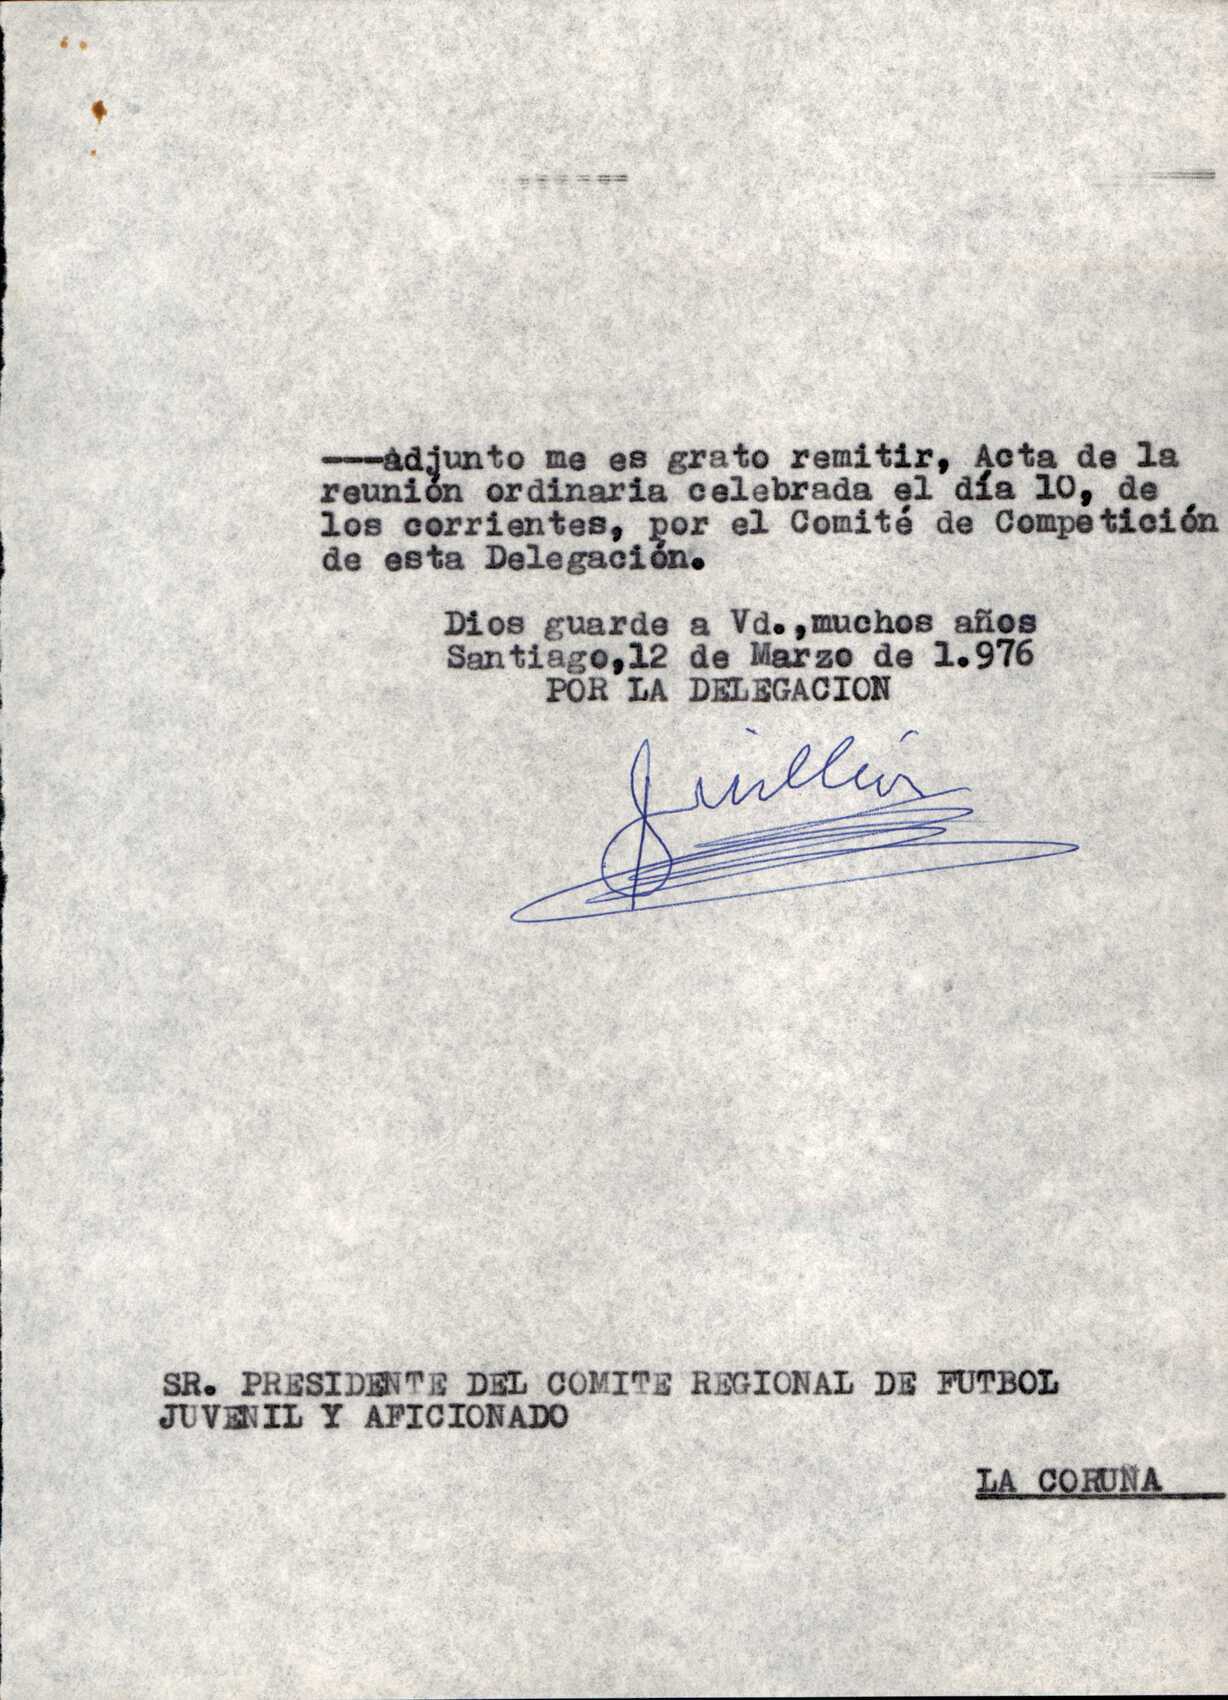 ---Adjunto me es grato remitir, Acta de la
reunión ordinaria celebrada el día 10, de
los corrientes, por el Comité de Competición
de esta Delegación.
Dios guarde a Vd.,muchos años
Santiago,12 de Marzo de 1.976
POR LA DELEGACION
SR. PRESIDENTE DEL COMITE REGIONAL DE FUTBOL
JUVENIL Y AFICIONADO
LA CORUÑA